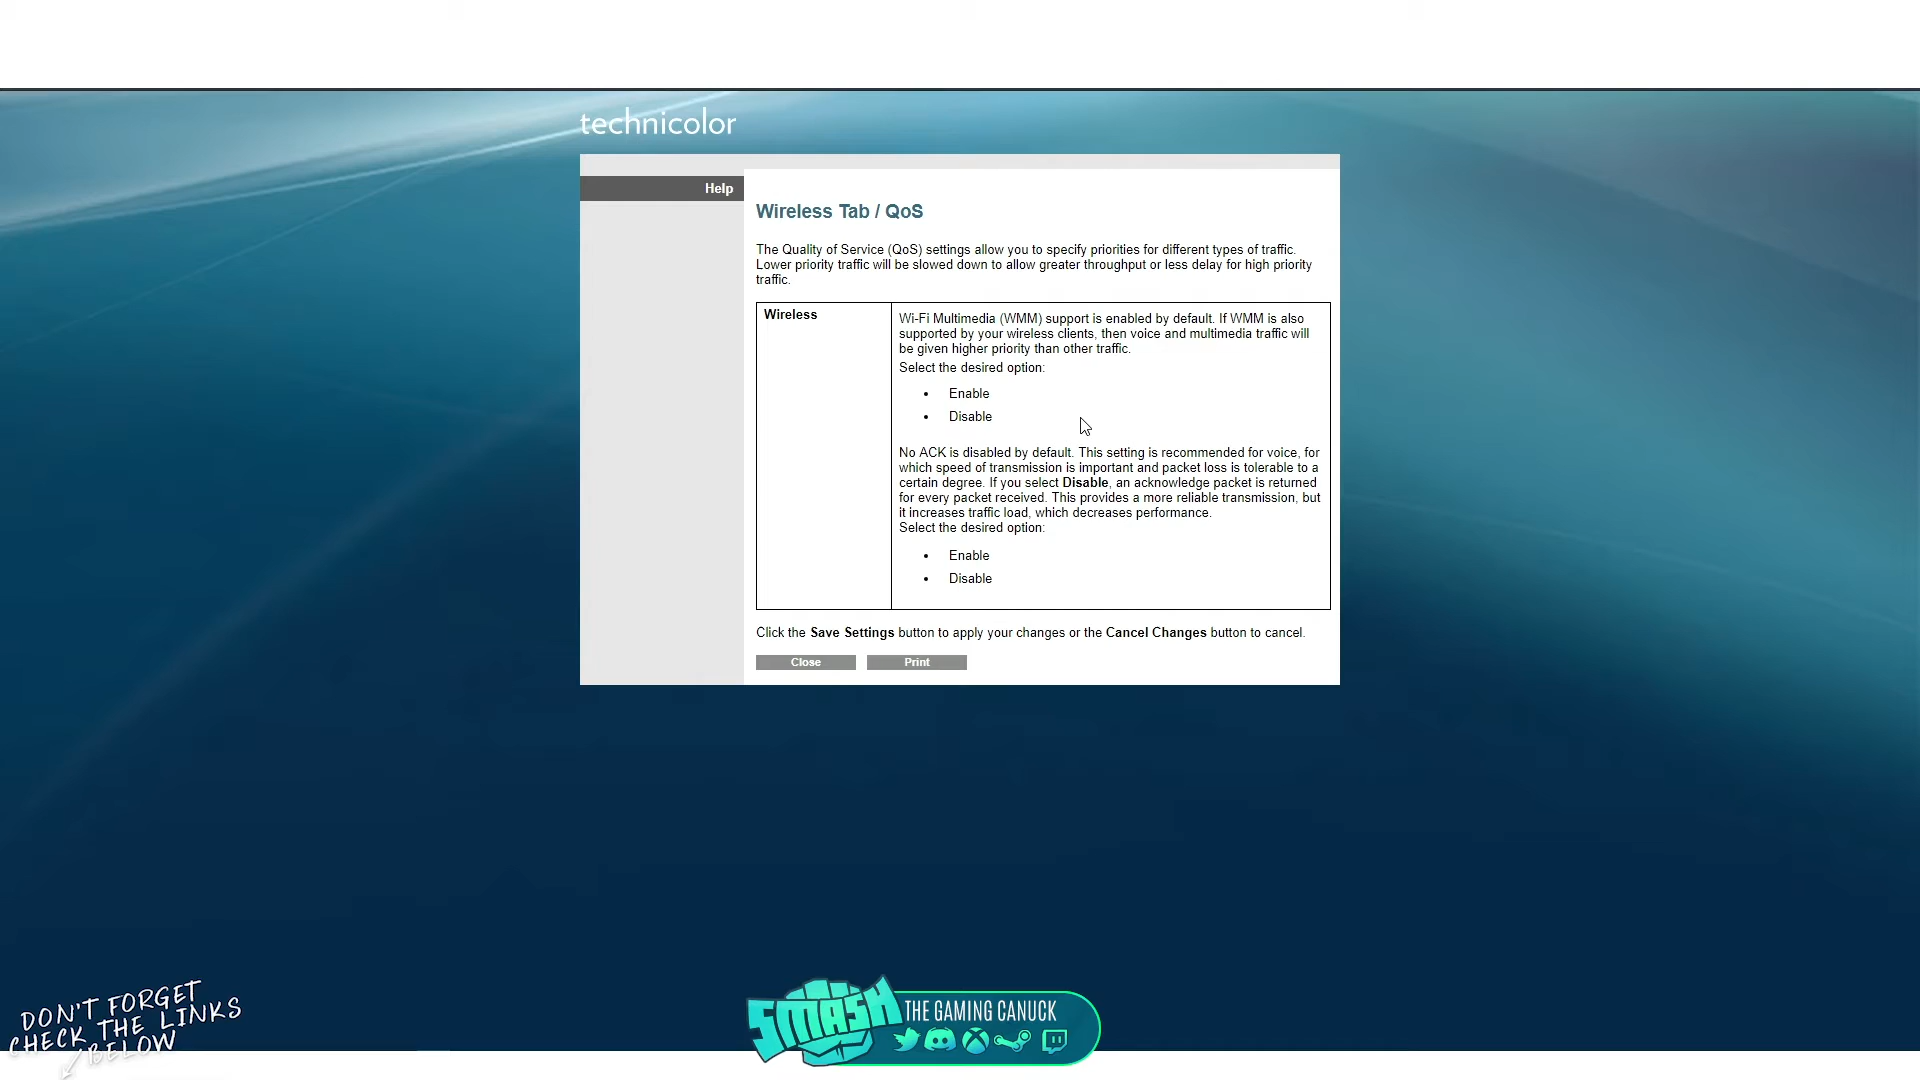 technicolor
Help
Wireless Tab / QoS
The Quality of Service (QoS) settings allow you to specify priorities for different types of traffic.
Lower priority traffic will be slowed down to allow greater throughput or less delay for high priority
traffic.
Wireless
Wi-Fi Multimedia (WMM) support is enabled by default. If WMM is also
supported by your wireless clients, then voice and multimedia traffic will
be given higher priority than other traffic.
Select the desired option:
• Enable
• Disable
No ACK is disabled by default. This setting is recommended for voice, for
which speed of transmission is important and packet loss is tolerable to a
certain degree. If you select Disable, an acknowledge packet is returned
for every packet received. This provides a more reliable transmission, but
it increases traffic load, which decreases performance.
Select the desired option:
• Enable
• Disable
Click the Save Settings button to apply your changes or the Cancel Changes button to cancel.
Close
Print
DON'T FORGET
CHECK THE LINKS
BELOW
SMASH
THE GAMING CANUCK